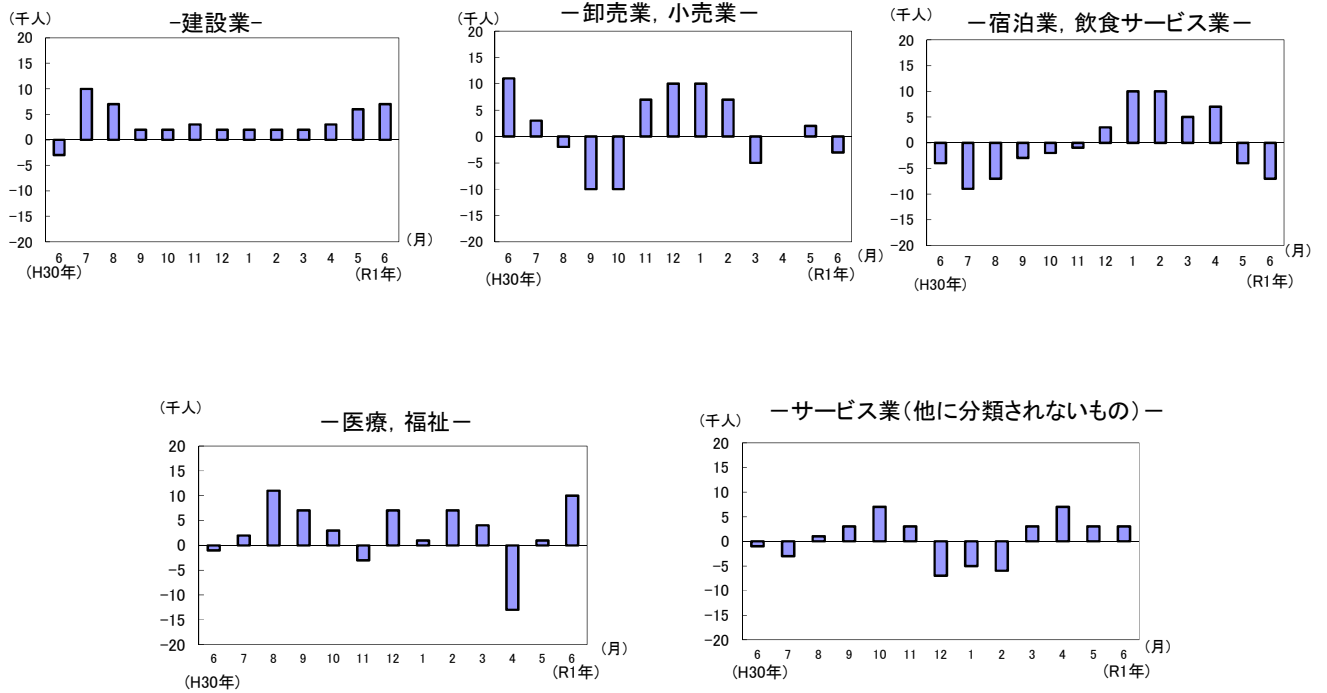 （千人）
-建設業-
20
15
10
5
0
-5
-10
-15
-20
6 7 8 9 10 11 12 1 2 3 4 5 6
（月）
（H30年）
（R1年）
（千人）
－卸売業，小売業－
20
15
10
5
0
-5
-10
-15
-20
6 7 8 9 10 11 12 1 2 3 4 5 6
（月）
（H30年）
（R1年）
（千人）
－宿泊業，飲食サービス業－
20
15
10
5
0
-5
-10
-15
-20
6 7 8 9 10 11 12 1 2 3 4 5 6
（月）
（H30年）
（R1年）
（千人）
－医療，福祉－
20
15
10
5
0
-5
-10
-15
-20
6 7 8 9 10 11 12 1 2 3 4 5 6
（月）
（H30年）
（R1年）
（千人）
－サービス業（他に分類されないもの）－
20
15
10
5
0
-5
-10
-15
-20
6 7 8 9 10 11 12 1 2 3 4 5 6
（月）
（H30年）
（R1年）